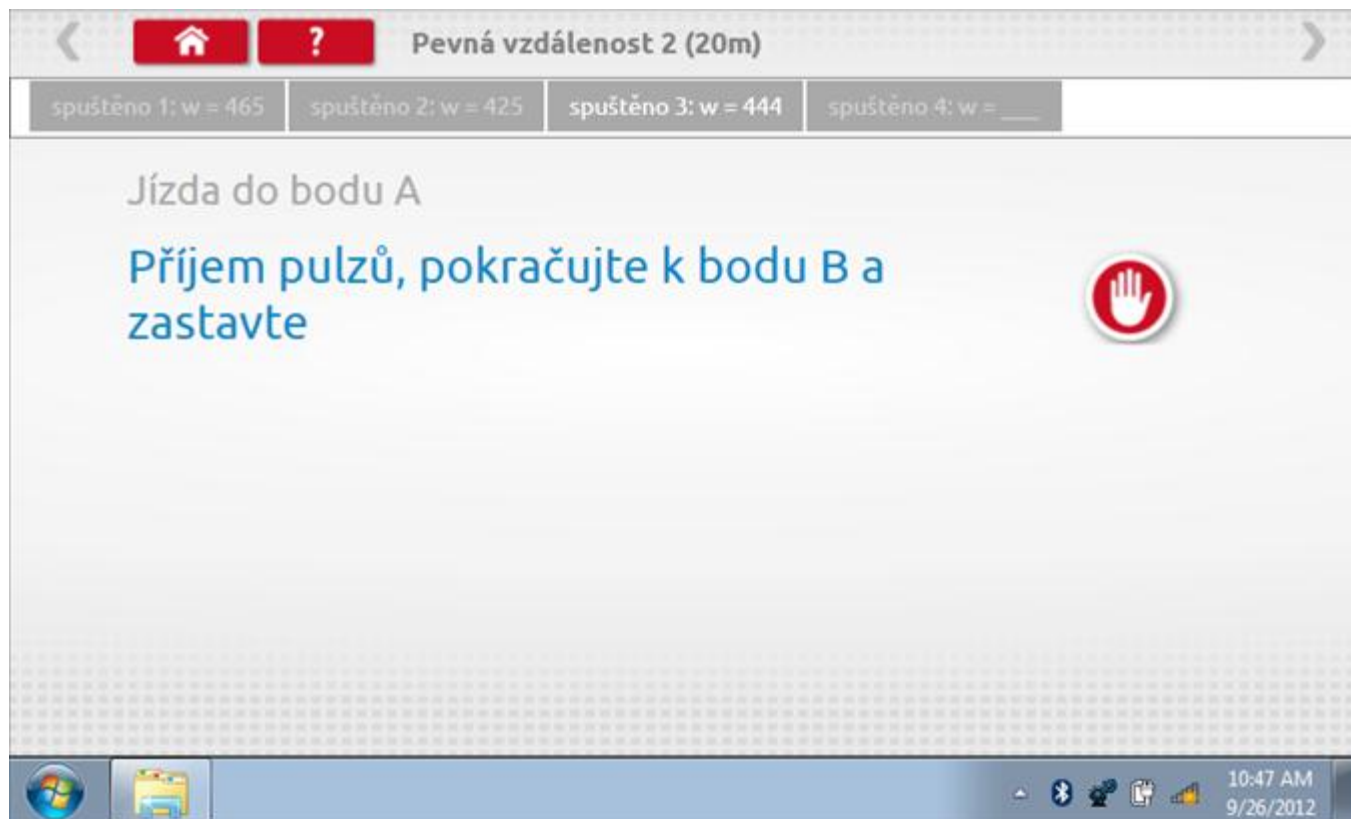 ? Pevná vzdálenost 2 (20m)
spuštěno 1: w = 465 spuštěno 2: w = 425 spuštěno 3: w = 444 spuštěno 4: w = ___
Jízda do bodu A
Příjem pulzů, pokračujte k bodu B a
zastavte
10:47 AM
9/26/2012